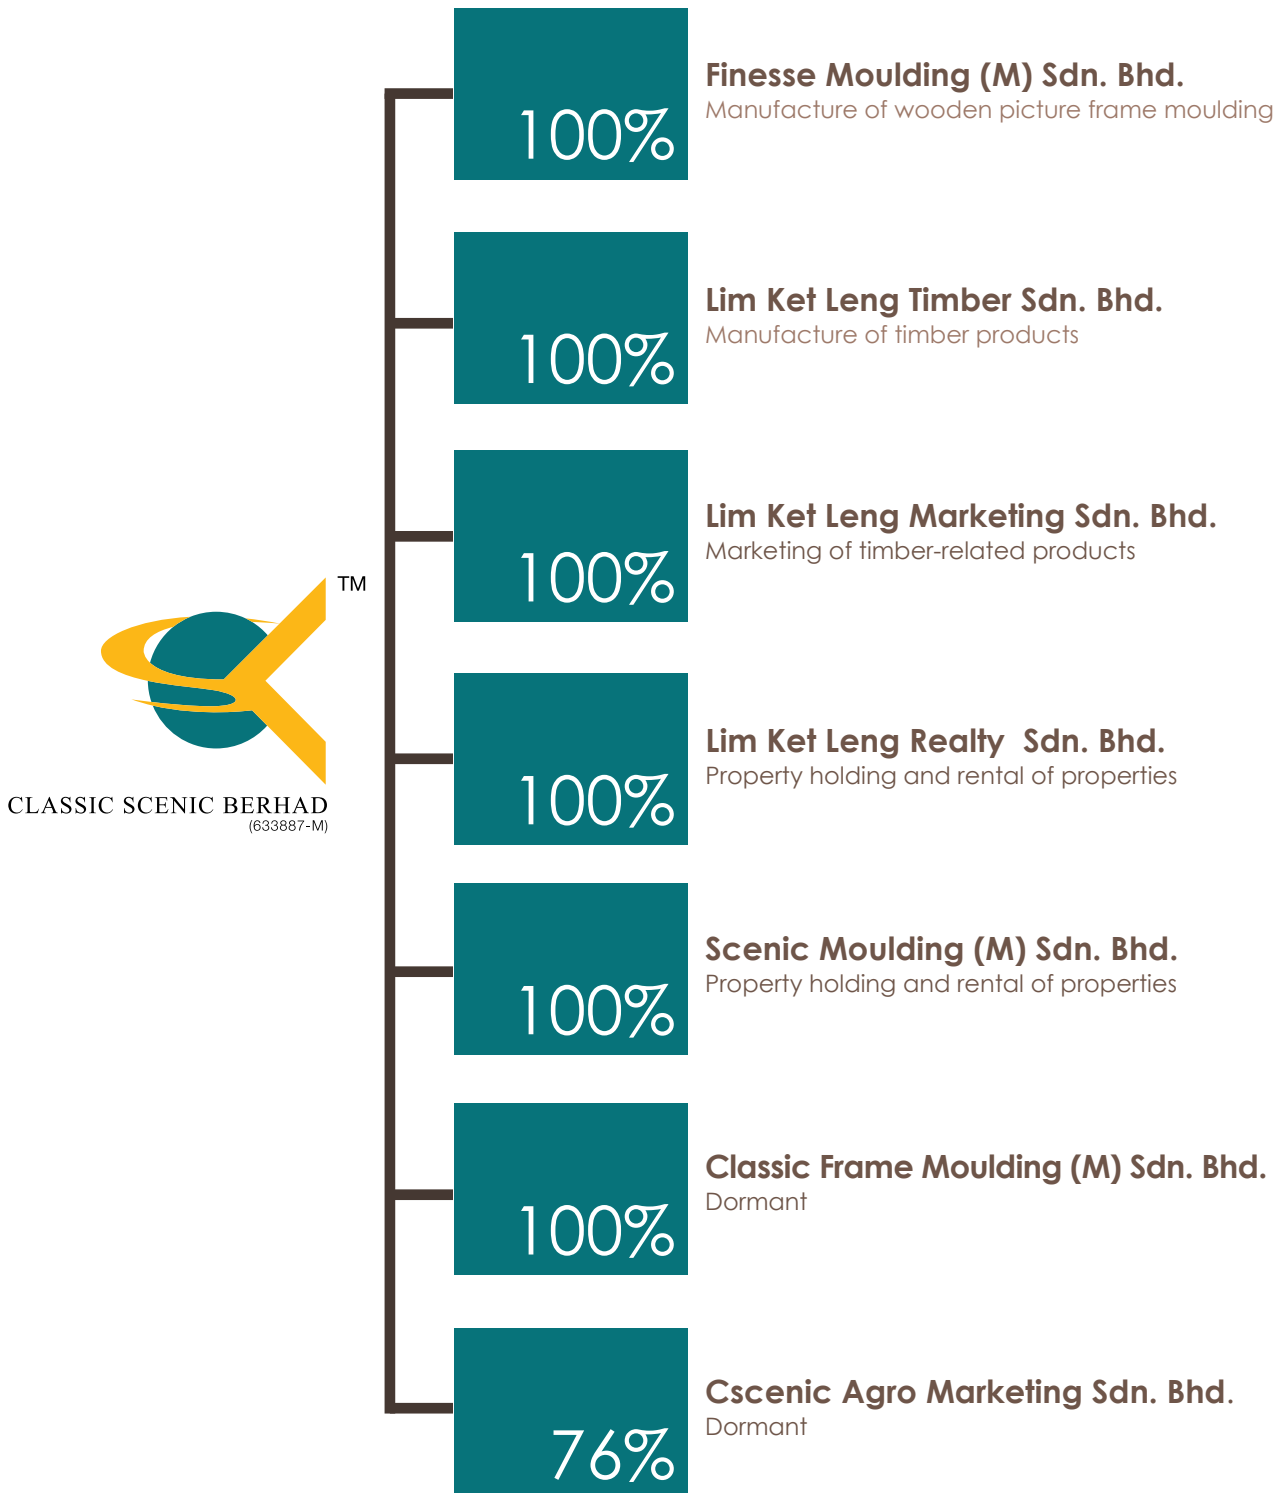 100%
Finesse Moulding (M) Sdn. Bhd.
Manufacture of wooden picture frame moulding
100%
Lim Ket Leng Timber Sdn. Bhd.
Manufacture of timber products
100%
Lim Ket Leng Marketing Sdn. Bhd.
Marketing of timber-related products
TM
CLASSIC SCENIC BERHAD
(633887-M)
100%
Lim Ket Leng Realty  Sdn. Bhd.
Property holding and rental of properties
100%
Scenic Moulding (M) Sdn. Bhd.
Property holding and rental of properties
100%
Classic Frame Moulding (M) Sdn. Bhd.
Dormant
76%
Cscenic Agro Marketing Sdn. Bhd.
Dormant